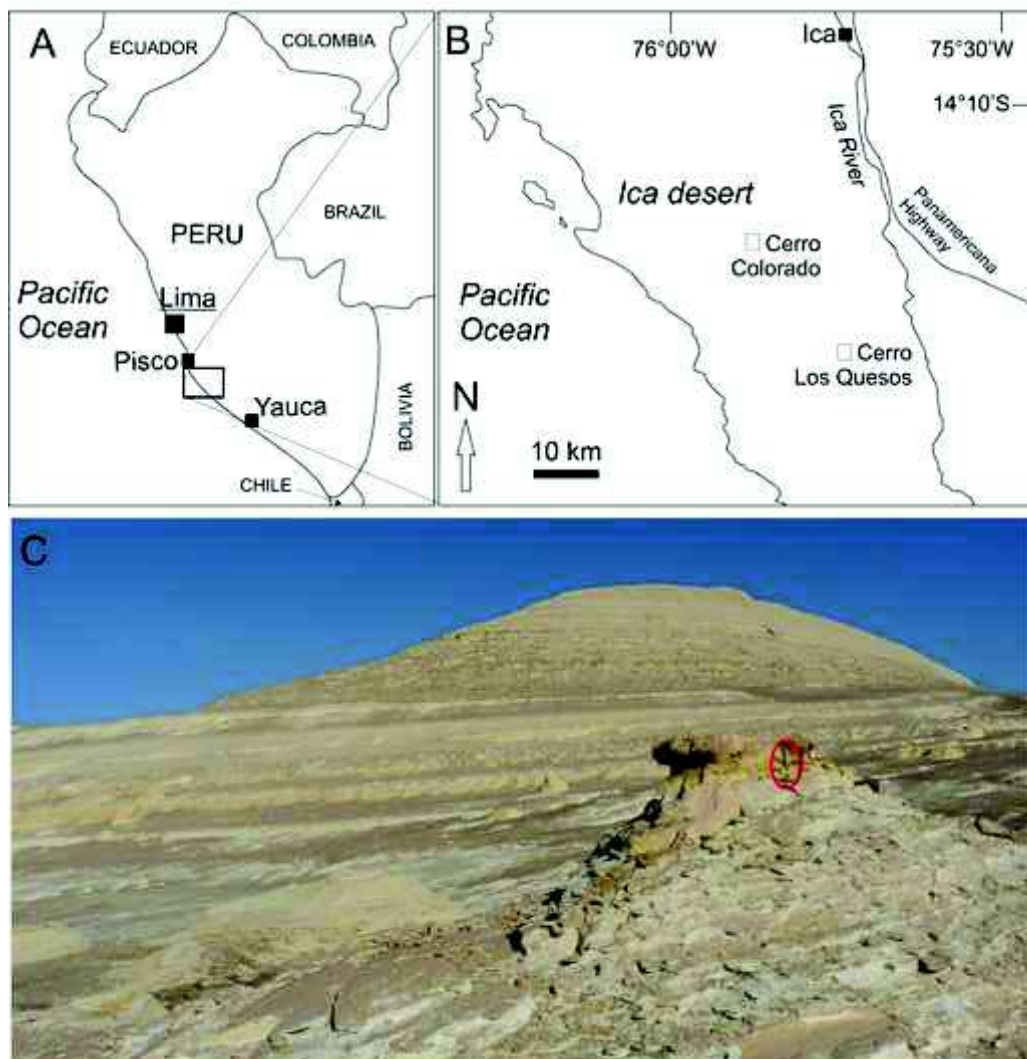 A
ECUADOR
COLOMBIA
PERU
BRAZIL
Pacific
Ocean
Lima
Pisco
Yauca
BOLIVIA
CHILE
B
76°00'W
Ica
75°30'W
14°10'S
Ica River
Panamericana
Highway
Ica desert
Cerro
Colorado
Pacific
Ocean
Cerro
Los Quesos
N
10 km
C